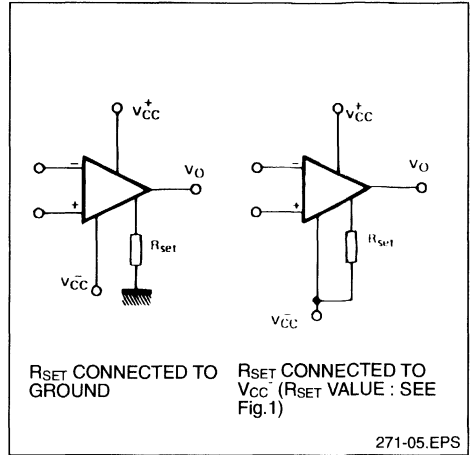 V+CC
V+CC
−
VO
−
VO
+
+
Rset
Rset
V-CC
V-CC
RSET CONNECTED TO
GROUND
RSET CONNECTED TO
VCC- (RSET VALUE : SEE
Fig.1)
271-05.EPS